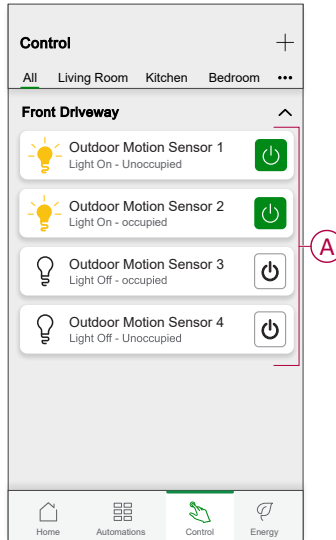 Control
All Living Room Kitchen Bedroom
Front Driveway
Outdoor Motion Sensor 1
Light On - Unoccupied
Outdoor Motion Sensor 2
Light On - occupied
Outdoor Motion Sensor 3
Light Off - occupied
Outdoor Motion Sensor 4
Light Off - Unoccupied
A
Home Automations Control Energy